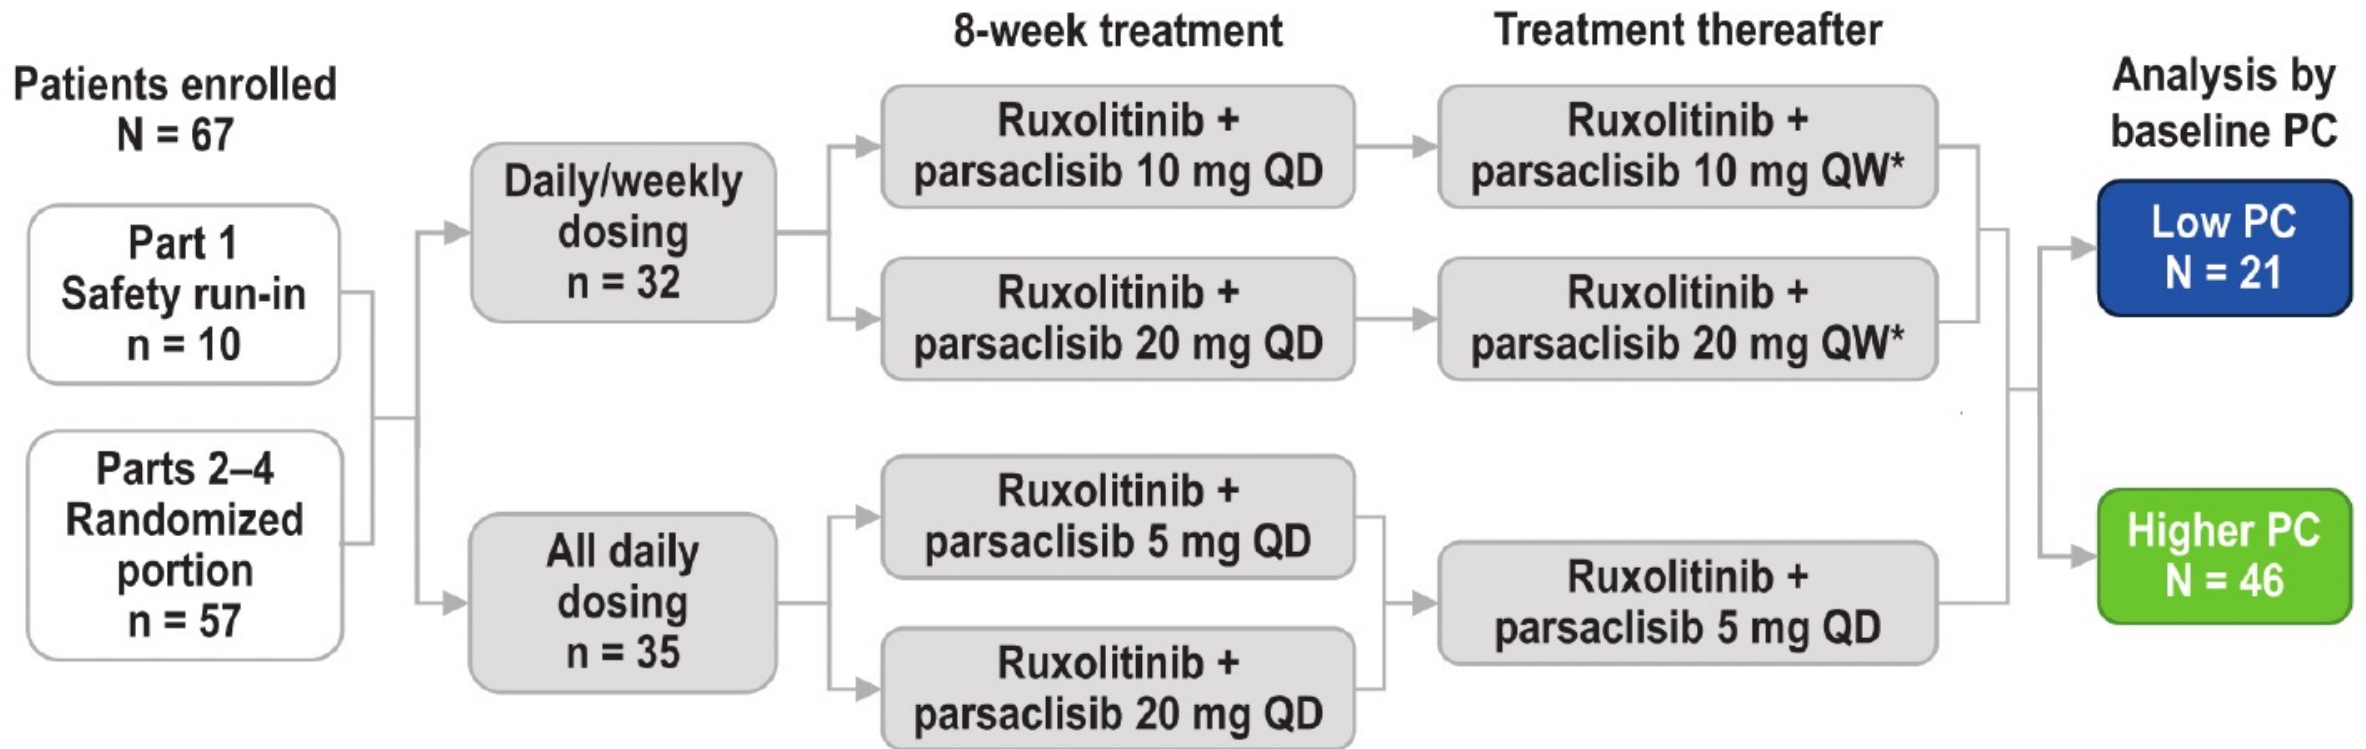 Patients enrolled
N = 67
Part 1
Safety run-in
n = 10
Parts 2–4
Randomized
portion
n = 57
Daily/weekly
dosing
n = 32
All daily
dosing
n = 35
8-week treatment
Ruxolitinib +
parsaclisib 10 mg QD
Ruxolitinib +
parsaclisib 20 mg QD
Ruxolitinib +
parsaclisib 5 mg QD
Ruxolitinib +
parsaclisib 20 mg QD
Treatment thereafter
Ruxolitinib +
parsaclisib 10 mg QW*
Ruxolitinib +
parsaclisib 20 mg QW*
Ruxolitinib +
parsaclisib 5 mg QD
Analysis by
baseline PC
Low PC
N = 21
Higher PC
N = 46